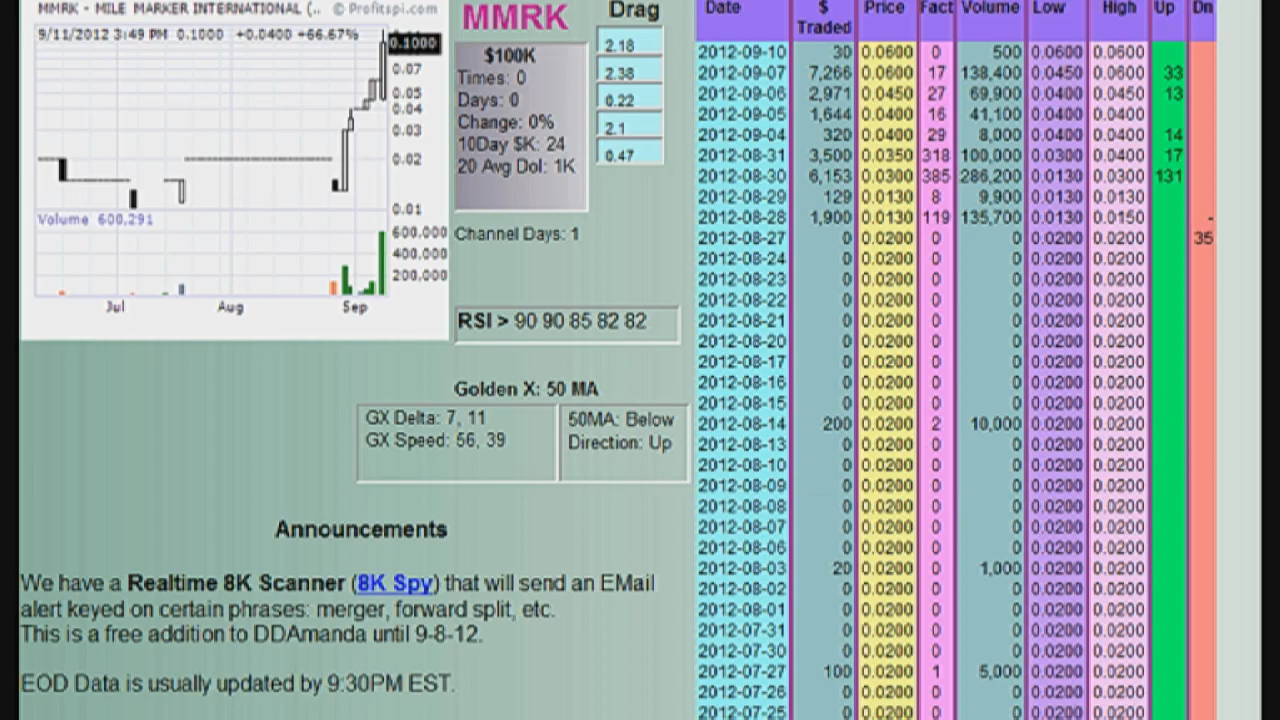 MMRK - MILE MARKER INTERNATIONAL (.. © Profitspi.com
9/11/2012 3:49 PM 0.1000 +0.0400 +66.67%
0.1000
0.07
0.05
0.04
0.03
0.02
0.01
Volume 600,291
600,000
400,000
200,000
Jul Aug Sep
MMRK
$100K
Times: 0
Days: 0
Change: 0%
10Day $K: 24
20 Avg Dol: 1K
Drag
2.18
2.38
0.22
2.1
0.47
Channel Days: 1
RSI > 90 90 85 82 82
Golden X: 50 MA
GX Delta: 7, 11
GX Speed: 56, 39
50MA: Below
Direction: Up
Announcements
We have a Realtime 8K Scanner (8K Spy) that will send an EMail
alert keyed on certain phrases: merger, forward split, etc.
This is a free addition to DDAmanda until 9-8-12.
EOD Data is usually updated by 9:30PM EST.
Date $ Traded Price Fact Volume Low High Up Dn
2012-09-10 30 0.0600 0 500 0.0600 0.0600
2012-09-07 7,266 0.0600 17 138,400 0.0450 0.0600 33
2012-09-06 2,971 0.0450 27 69,900 0.0400 0.0450 13
2012-09-05 1,644 0.0400 16 41,100 0.0400 0.0400
2012-09-04 320 0.0400 29 8,000 0.0400 0.0400 14
2012-08-31 3,500 0.0350 318 100,000 0.0300 0.0400 17
2012-08-30 6,153 0.0300 385 286,200 0.0130 0.0300 131
2012-08-29 129 0.0130 8 9,900 0.0130 0.0130
2012-08-28 1,900 0.0130 119 135,700 0.0130 0.0150 -
2012-08-27 0 0.0200 0 0 0.0200 0.0200 35
2012-08-24 0 0.0200 0 0 0.0200 0.0200
2012-08-23 0 0.0200 0 0 0.0200 0.0200
2012-08-22 0 0.0200 0 0 0.0200 0.0200
2012-08-21 0 0.0200 0 0 0.0200 0.0200
2012-08-20 0 0.0200 0 0 0.0200 0.0200
2012-08-17 0 0.0200 0 0 0.0200 0.0200
2012-08-16 0 0.0200 0 0 0.0200 0.0200
2012-08-15 0 0.0200 0 0 0.0200 0.0200
2012-08-14 200 0.0200 2 10,000 0.0200 0.0200
2012-08-13 0 0.0200 0 0 0.0200 0.0200
2012-08-10 0 0.0200 0 0 0.0200 0.0200
2012-08-09 0 0.0200 0 0 0.0200 0.0200
2012-08-08 0 0.0200 0 0 0.0200 0.0200
2012-08-07 0 0.0200 0 0 0.0200 0.0200
2012-08-06 0 0.0200 0 0 0.0200 0.0200
2012-08-03 20 0.0200 0 1,000 0.0200 0.0200
2012-08-02 0 0.0200 0 0 0.0200 0.0200
2012-08-01 0 0.0200 0 0 0.0200 0.0200
2012-07-31 0 0.0200 0 0 0.0200 0.0200
2012-07-30 0 0.0200 0 0 0.0200 0.0200
2012-07-27 100 0.0200 1 5,000 0.0200 0.0200
2012-07-26 0 0.0200 0 0 0.0200 0.0200
2012-07-25 0 0.0200 0 0 0.0200 0.0200